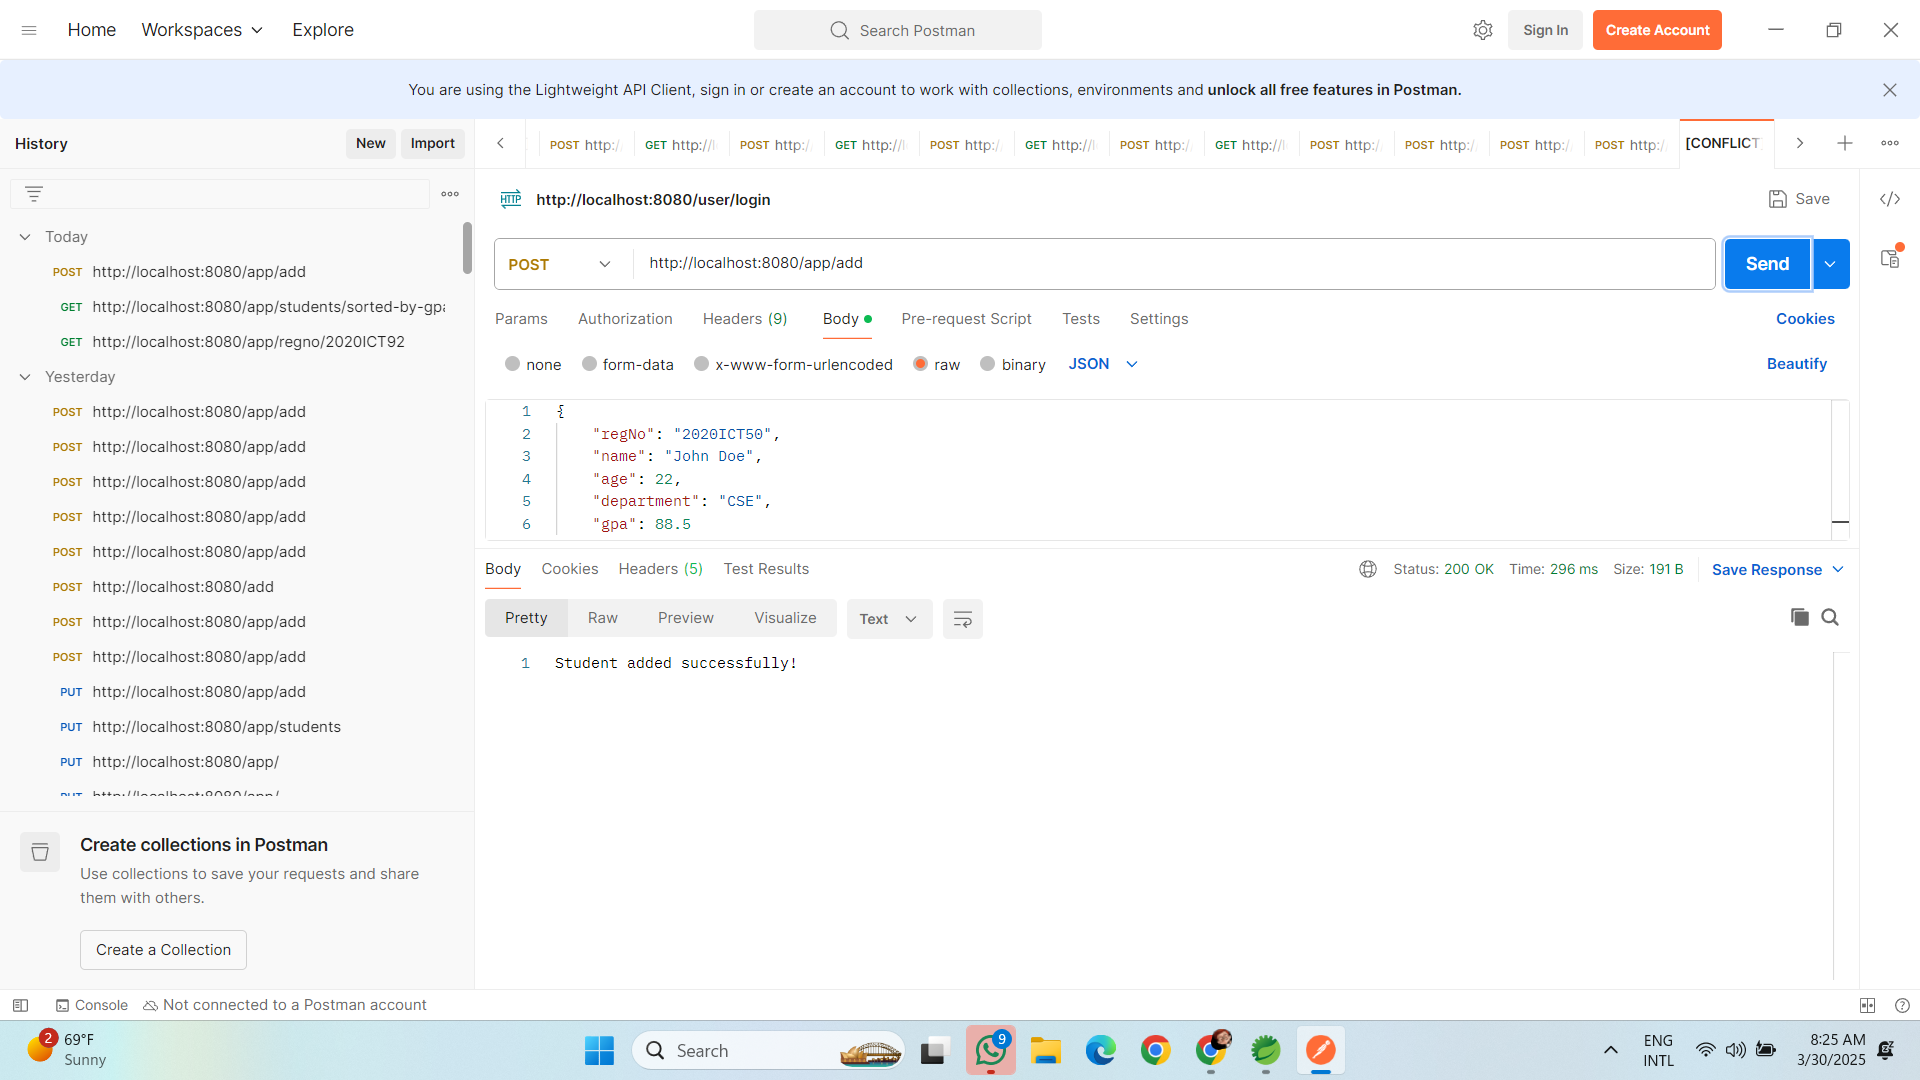 Home Workspaces Explore Search Postman Sign In Create Account
You are using the Lightweight API Client, sign in or create an account to work with collections, environments and unlock all free features in Postman.
History New Import
POST http:/ GET http://l POST http:/ GET http://l POST http:/ GET http://l POST http:/ GET http://l POST http:/ POST http:/ POST http:/ POST http:/ [CONFLICT
HTTP http://localhost:8080/user/login Save
Today
POST http://localhost:8080/app/add
GET http://localhost:8080/app/students/sorted-by-gpa
GET http://localhost:8080/app/regno/2020ICT92
Yesterday
POST http://localhost:8080/app/add
POST http://localhost:8080/app/add
POST http://localhost:8080/app/add
POST http://localhost:8080/app/add
POST http://localhost:8080/app/add
POST http://localhost:8080/add
POST http://localhost:8080/app/add
POST http://localhost:8080/app/add
PUT http://localhost:8080/app/add
PUT http://localhost:8080/app/students
PUT http://localhost:8080/app/
PUT http://localhost:8080/app/
Create collections in Postman
Use collections to save your requests and share
them with others.
Create a Collection
POST http://localhost:8080/app/add Send
Params Authorization Headers (9) Body Pre-request Script Tests Settings Cookies
none form-data x-www-form-urlencoded raw binary JSON Beautify
1 {
2 "regNo": "2020ICT50",
3 "name": "John Doe",
4 "age": 22,
5 "department": "CSE",
6 "gpa": 88.5
Body Cookies Headers (5) Test Results Status: 200 OK Time: 296 ms Size: 191 B Save Response
Pretty Raw Preview Visualize Text
1 Student added successfully!
Console Not connected to a Postman account
2 69°F
Sunny
Search
9
ENG
INTL
8:25 AM
3/30/2025